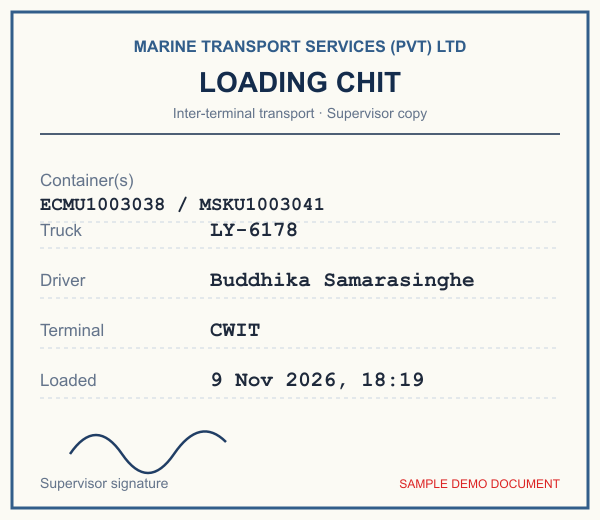 MARINE TRANSPORT SERVICES (PVT) LTD
LOADING CHIT
Inter-terminal transport · Supervisor copy
Container(s)
ECMU1003038 / MSKU1003041
Truck LY-6178
Driver Buddhika Samarasinghe
Terminal CWIT
Loaded 9 Nov 2026, 18:19
Supervisor signature SAMPLE DEMO DOCUMENT